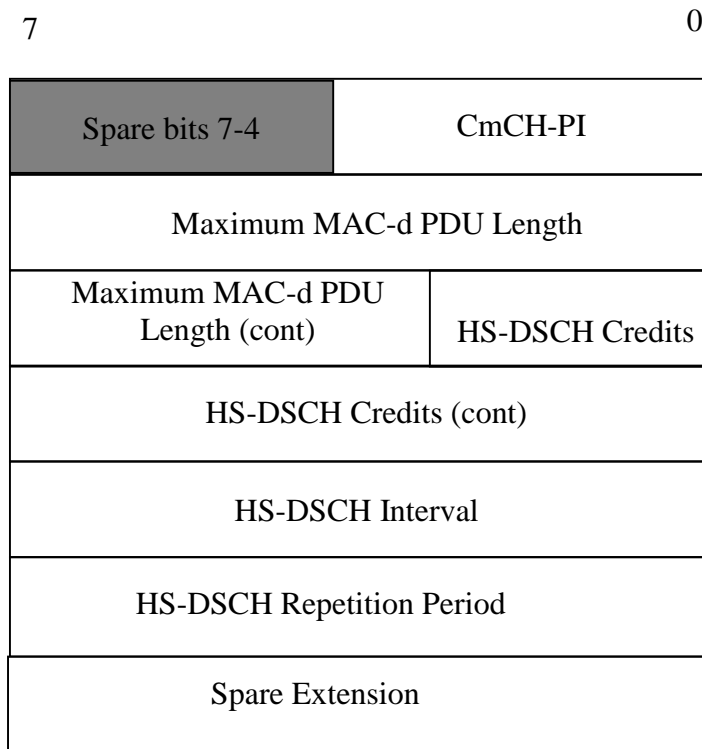 7 0
Spare bits 7-4 CmCH-PI
Maximum MAC-d PDU Length
Maximum MAC-d PDU
Length (cont) HS-DSCH Credits
HS-DSCH Credits (cont)
HS-DSCH Interval
HS-DSCH Repetition Period
Spare Extension